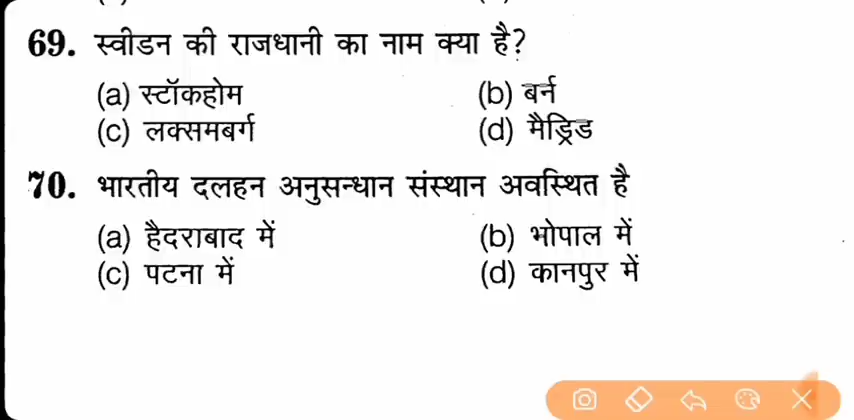 69. स्वीडन की राजधानी का नाम क्या है?
(a) स्टॉकहोम (b) बर्न
(c) लक्समबर्ग (d) मैड्रिड
70. भारतीय दलहन अनुसन्धान संस्थान अवस्थित है
(a) हैदराबाद में (b) भोपाल में
(c) पटना में (d) कानपुर में